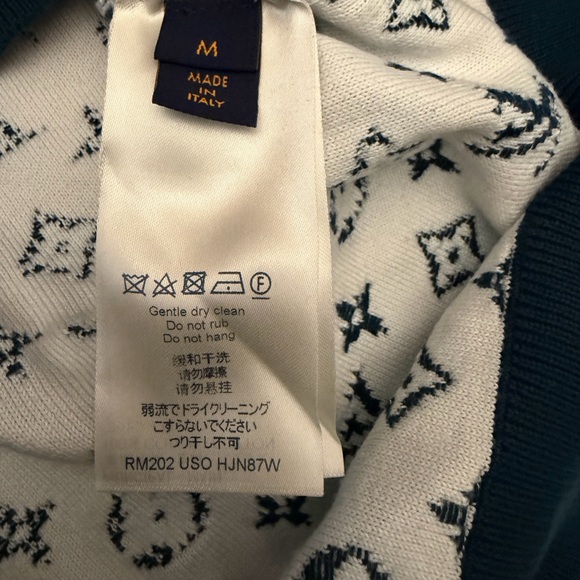 M
MADE
IN
ITALY
F
Gentle dry clean
Do not rub
Do not hang
缓和干洗
请勿摩擦
请勿悬挂
弱流でドライクリーニング
こすらないでください
つり干し不可
RM202 USO HJN87W